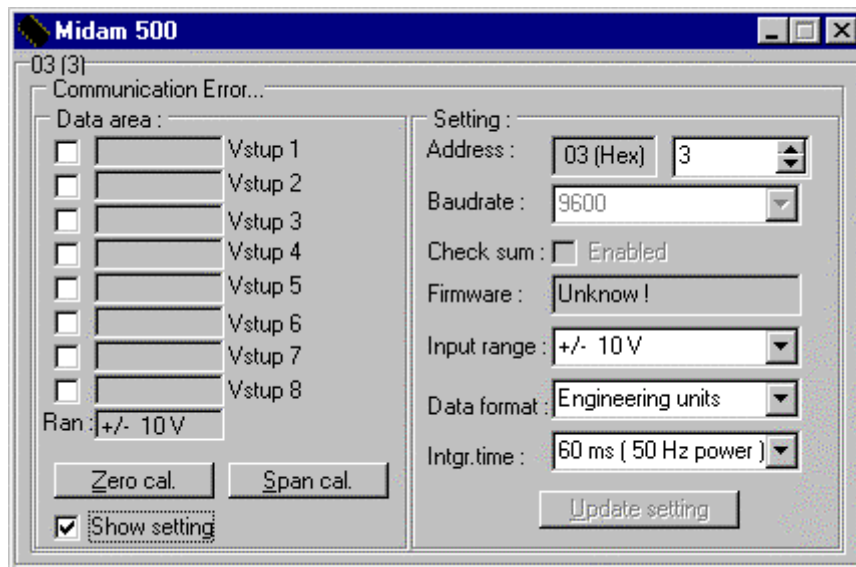 Midam 500
03 (3)
Communication Error...
Data area :
Vstup 1
Vstup 2
Vstup 3
Vstup 4
Vstup 5
Vstup 6
Vstup 7
Vstup 8
Ran : +/- 10 V
Zero cal. Span cal.
Show setting
Setting :
Address : 03 (Hex) 3
Baudrate : 9600
Check sum : Enabled
Firmware : Unknow !
Input range : +/- 10 V
Data format : Engineering units
Intgr.time : 60 ms ( 50 Hz power )
Update setting